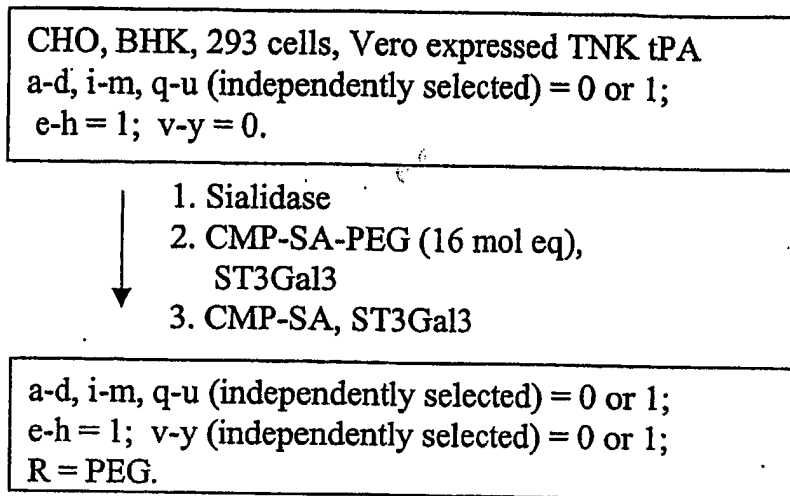 CHO, BHK, 293 cells, Vero expressed TNK tPA
a-d, i-m, q-u (independently selected) = 0 or 1;
e-h = 1; v-y = 0.
1. Sialidase
2. CMP-SA-PEG (16 mol eq),
ST3Gal3
3. CMP-SA, ST3Gal3
a-d, i-m, q-u (independently selected) = 0 or 1;
e-h = 1; v-y (independently selected) = 0 or 1;
R = PEG.